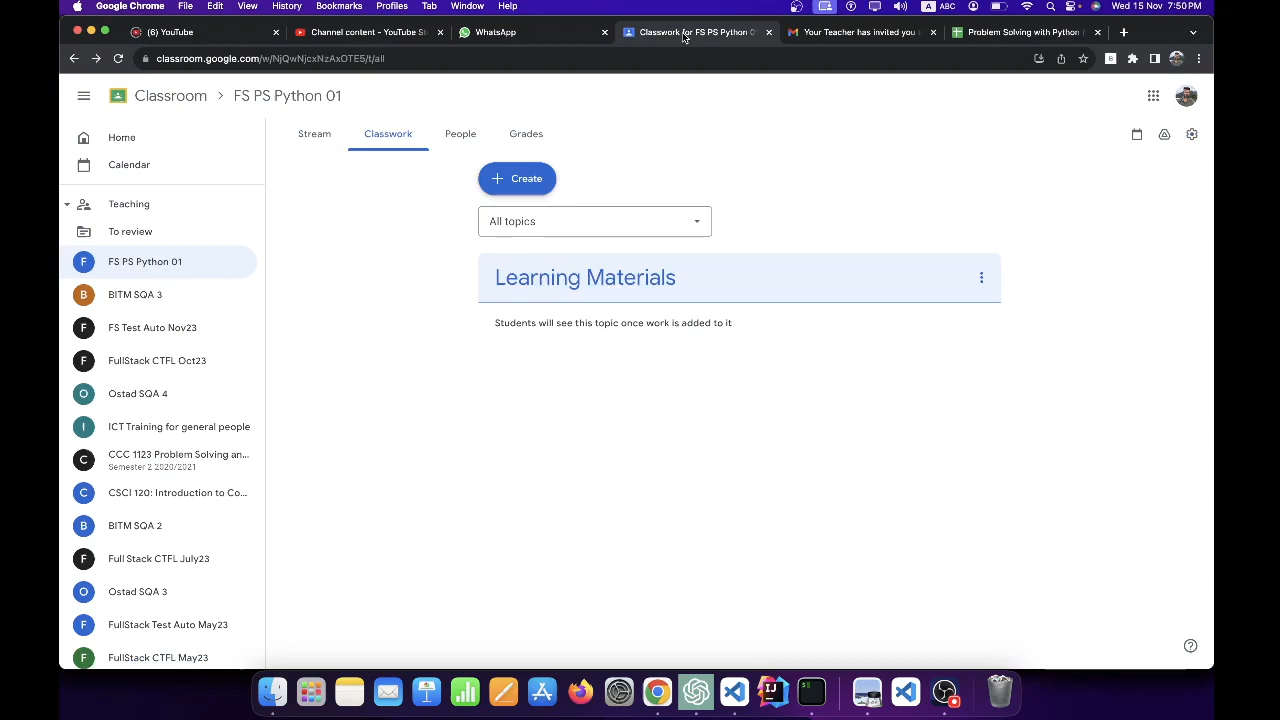 Google Chrome File Edit View History Bookmarks Profiles Tab Window Help A ABC Wed 15 Nov 7:50PM
(6) YouTube Channel content - YouTube St WhatsApp Classwork for FS PS Python 01 Your Teacher has invited you Problem Solving with Python
classroom.google.com/w/NjQwNjcxNzAxOTE5/t/all
Classroom > FS PS Python 01
Home
Calendar
Teaching
To review
F FS PS Python 01
B BITM SQA 3
F FS Test Auto Nov23
F FullStack CTFL Oct23
O Ostad SQA 4
I ICT Training for general people
C CCC 1123 Problem Solving an...
Semester 2 2020/2021
C CSCI 120: Introduction to Co...
B BITM SQA 2
F Full Stack CTFL July23
O Ostad SQA 3
F FullStack Test Auto May23
F FullStack CTFL May23
Stream Classwork People Grades
+ Create
All topics
Learning Materials
Students will see this topic once work is added to it